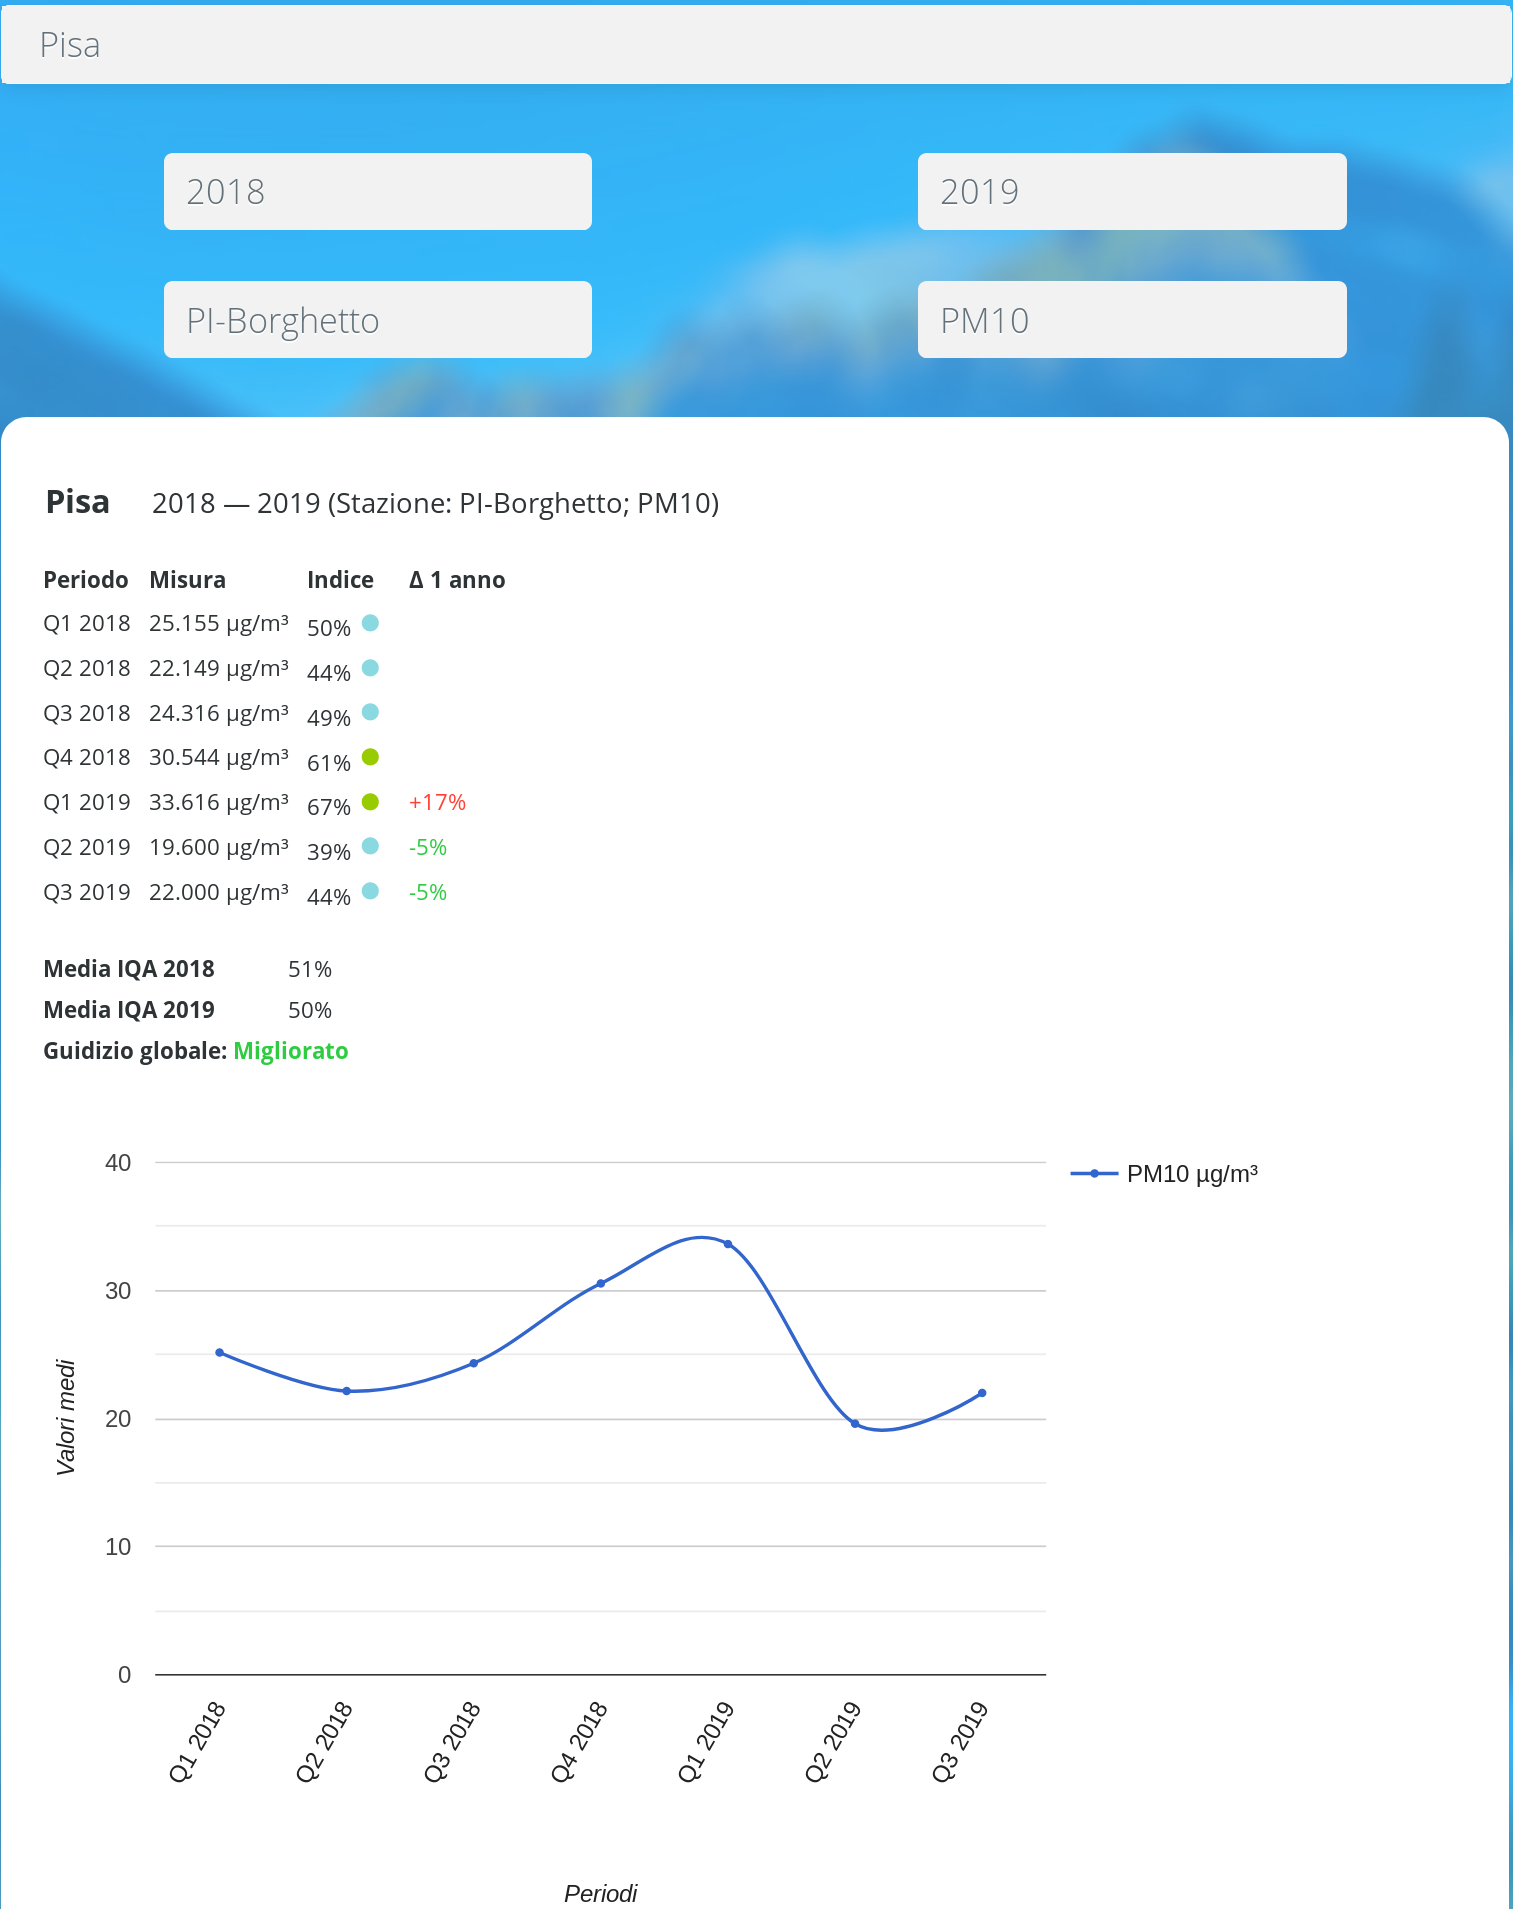 Pisa
2018
2019
PI-Borghetto
PM10
Pisa 2018 — 2019 (Stazione: PI-Borghetto; PM10)
Periodo Misura Indice Δ 1 anno
Q1 2018 25.155 µg/m³ 50%
Q2 2018 22.149 µg/m³ 44%
Q3 2018 24.316 µg/m³ 49%
Q4 2018 30.544 µg/m³ 61%
Q1 2019 33.616 µg/m³ 67% +17%
Q2 2019 19.600 µg/m³ 39% -5%
Q3 2019 22.000 µg/m³ 44% -5%
Media IQA 2018 51%
Media IQA 2019 50%
Guidizio globale: Migliorato
40
30
20
10
0
Valori medi
PM10 µg/m³
Q1 2018
Q2 2018
Q3 2018
Q4 2018
Q1 2019
Q2 2019
Q3 2019
Periodi